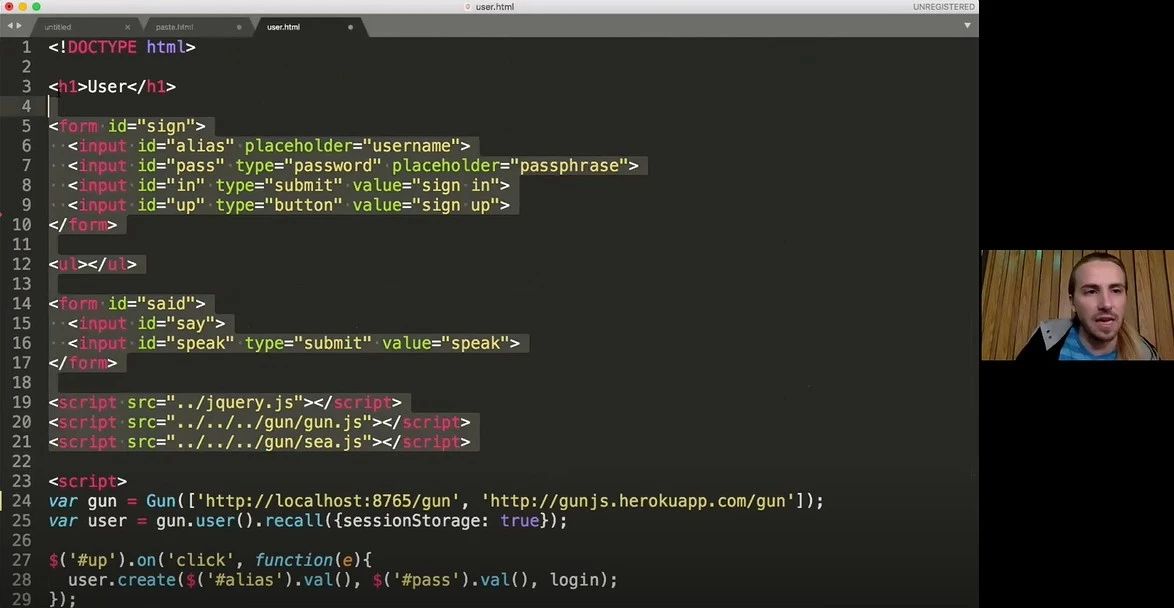 user.html
UNREGISTERED
untitled
paste.html
user.html
1 <!DOCTYPE html>
2
3 <h1>User</h1>
4
5 <form id="sign">
6 <input id="alias" placeholder="username">
7 <input id="pass" type="password" placeholder="passphrase">
8 <input id="in" type="submit" value="sign in">
9 <input id="up" type="button" value="sign up">
10 </form>
11
12 <ul></ul>
13
14 <form id="said">
15 <input id="say">
16 <input id="speak" type="submit" value="speak">
17 </form>
18
19 <script src="../jquery.js"></script>
20 <script src="../../../gun/gun.js"></script>
21 <script src="../../../gun/sea.js"></script>
22
23 <script>
24 var gun = Gun(['http://localhost:8765/gun', 'http://gunjs.herokuapp.com/gun']);
25 var user = gun.user().recall({sessionStorage: true});
26
27 $('#up').on('click', function(e){
28 user.create($('#alias').val(), $('#pass').val(), login);
29 });